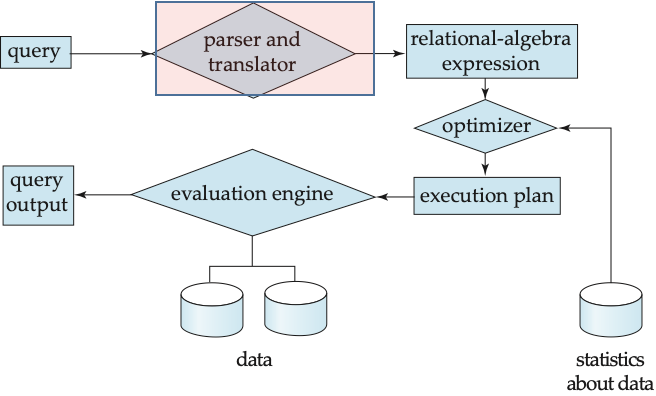 query
parser and
translator
relational-algebra
expression
optimizer
query
output
evaluation engine
execution plan
data
statistics
about data